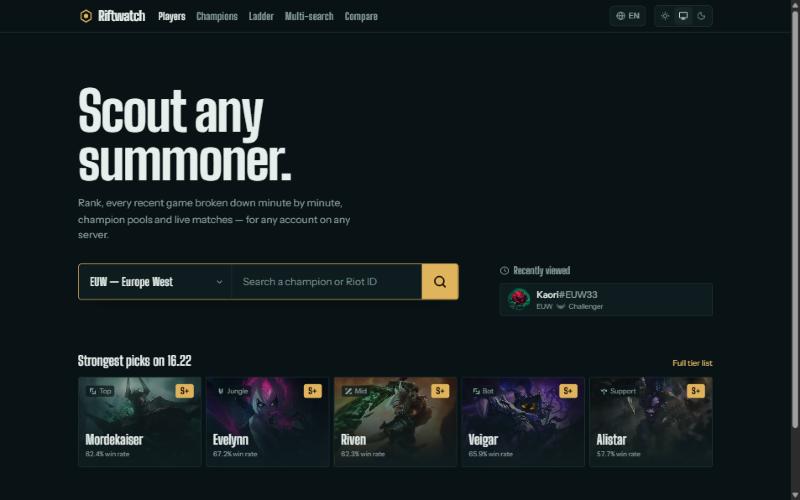 Riftwatch Players Champions Ladder Multi-search Compare EN
Scout any
summoner.
Rank, every recent game broken down minute by minute,
champion pools and live matches — for any account on any
server.
EUW — Europe West Search a champion or Riot ID
Recently viewed
Kaori#EUW33
EUW Challenger
Strongest picks on 16.22 Full tier list
Top S+ Jungle S+ Mid S+ Bot S+ Support S+
Mordekaiser Evelynn Riven Veigar Alistar
62.4% win rate 67.2% win rate 62.3% win rate 65.9% win rate 57.7% win rate